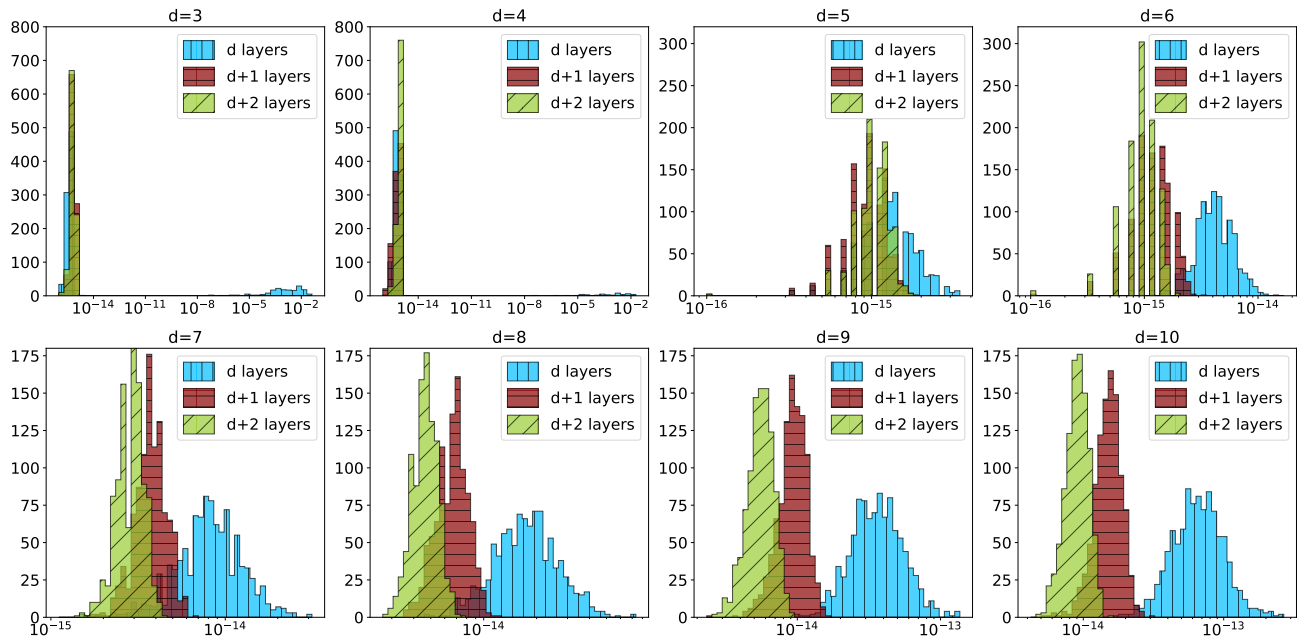 d=3
800
700
600
500
400
300
200
100
0
10⁻¹⁴
10⁻¹¹
10⁻⁸
10⁻⁵
10⁻²
d layers
d+1 layers
d+2 layers
d=4
800
700
600
500
400
300
200
100
0
10⁻¹⁴
10⁻¹¹
10⁻⁸
10⁻⁵
10⁻²
d layers
d+1 layers
d+2 layers
d=5
300
250
200
150
100
50
0
10⁻¹⁶
10⁻¹⁵
d layers
d+1 layers
d+2 layers
d=6
300
250
200
150
100
50
0
10⁻¹⁶
10⁻¹⁵
10⁻¹⁴
d layers
d+1 layers
d+2 layers
d=7
175
150
125
100
75
50
25
0
10⁻¹⁵
10⁻¹⁴
d layers
d+1 layers
d+2 layers
d=8
175
150
125
100
75
50
25
0
10⁻¹⁴
d layers
d+1 layers
d+2 layers
d=9
175
150
125
100
75
50
25
0
10⁻¹⁴
10⁻¹³
d layers
d+1 layers
d+2 layers
d=10
175
150
125
100
75
50
25
0
10⁻¹⁴
10⁻¹³
d layers
d+1 layers
d+2 layers